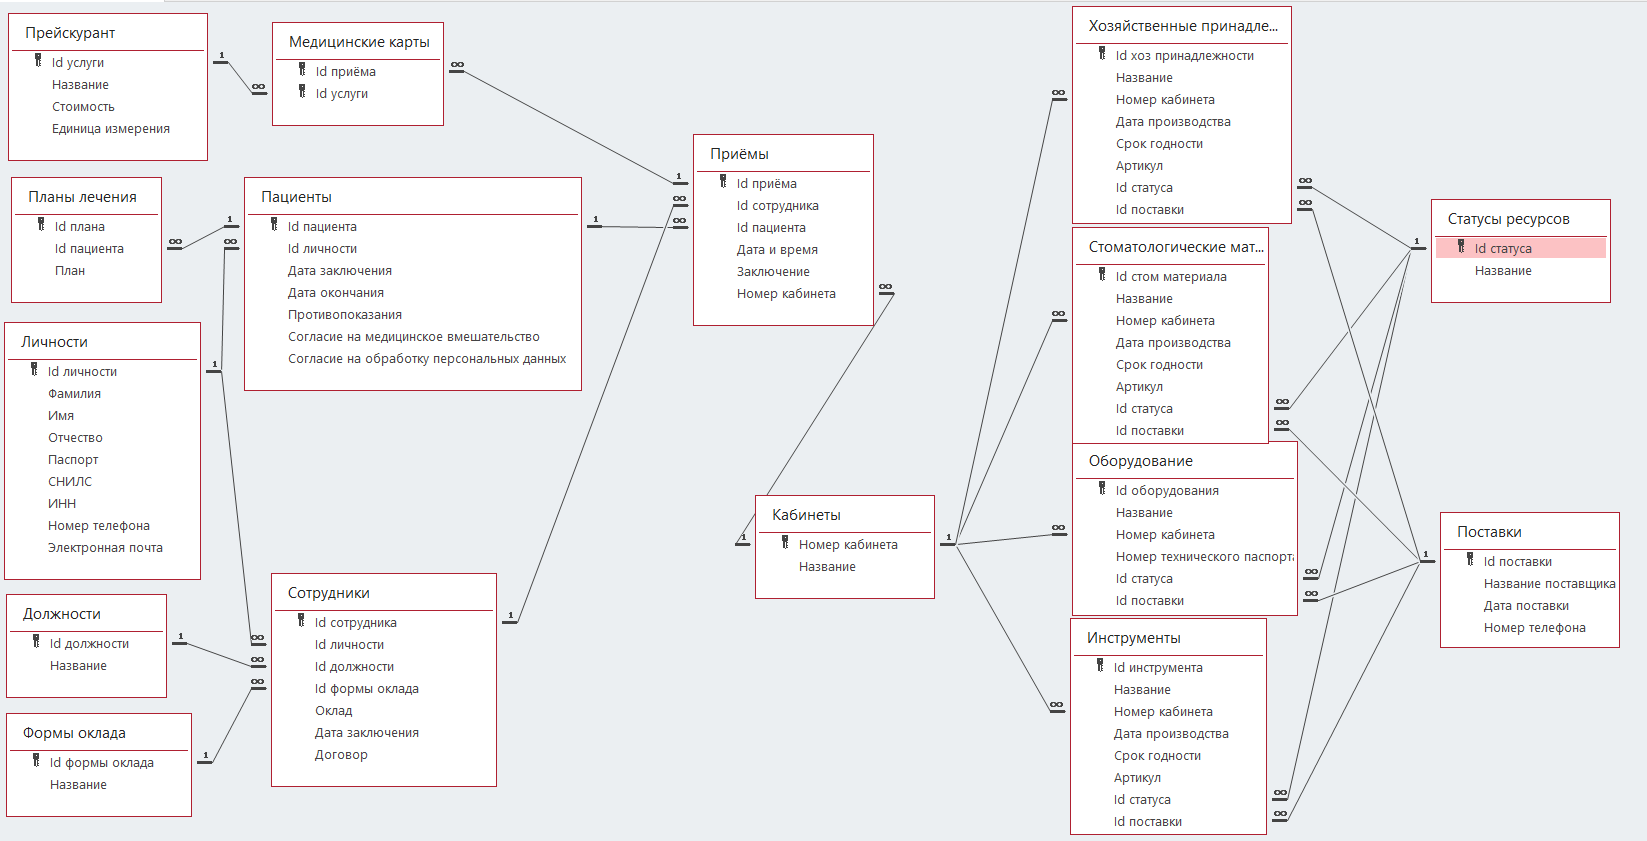 Прейскурант
Id услуги
Название
Стоимость
Единица измерения
Медицинские карты
Id приёма
Id услуги
Планы лечения
Id плана
Id пациента
План
Пациенты
Id пациента
Id личности
Дата заключения
Дата окончания
Противопоказания
Согласие на медицинское вмешательство
Согласие на обработку персональных данных
Личности
Id личности
Фамилия
Имя
Отчество
Паспорт
СНИЛС
ИНН
Номер телефона
Электронная почта
Должности
Id должности
Название
Формы оклада
Id формы оклада
Название
Сотрудники
Id сотрудника
Id личности
Id должности
Id формы оклада
Оклад
Дата заключения
Договор
Приёмы
Id приёма
Id сотрудника
Id пациента
Дата и время
Заключение
Номер кабинета
Кабинеты
Номер кабинета
Название
Хозяйственные принадле...
Id хоз принадлежности
Название
Номер кабинета
Дата производства
Срок годности
Артикул
Id статуса
Id поставки
Стоматологические мат...
Id стом материала
Название
Номер кабинета
Дата производства
Срок годности
Артикул
Id статуса
Id поставки
Оборудование
Id оборудования
Название
Номер кабинета
Номер технического паспорта
Id статуса
Id поставки
Инструменты
Id инструмента
Название
Номер кабинета
Дата производства
Срок годности
Артикул
Id статуса
Id поставки
Статусы ресурсов
Id статуса
Название
Поставки
Id поставки
Название поставщика
Дата поставки
Номер телефона